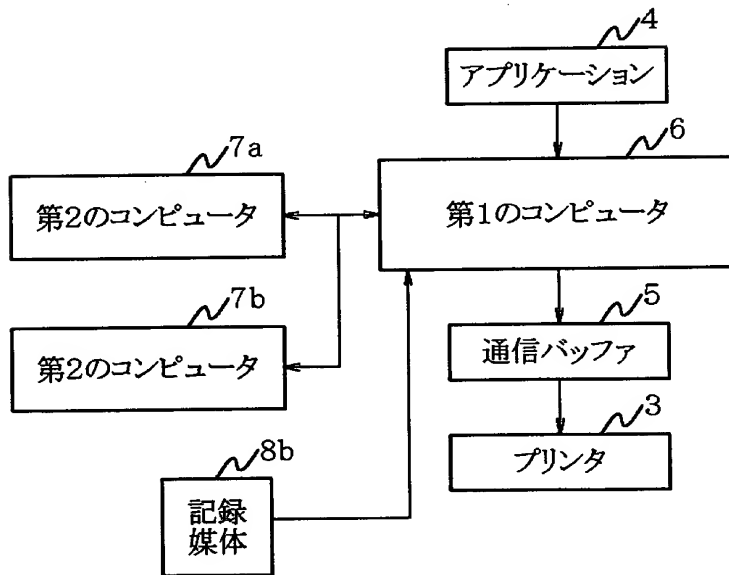 4
アプリケーション
6
7a
第2のコンピュータ
第1のコンピュータ
7b
第2のコンピュータ
5
通信バッファ
3
プリンタ
8b
記録
媒体